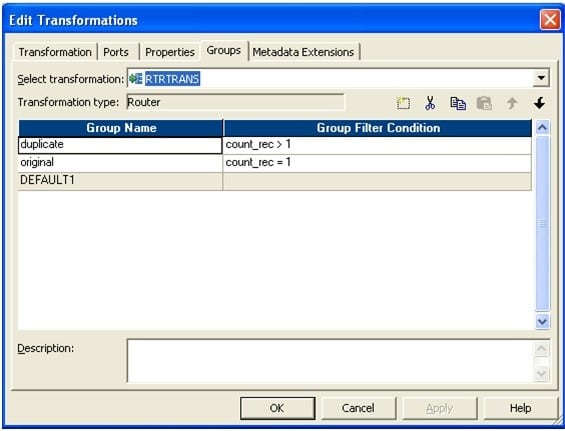 Edit Transformations
Transformation Ports Properties Groups Metadata Extensions
Select transformation: RTRTRANS
Transformation type: Router
Group Name Group Filter Condition
duplicate count_rec > 1
original count_rec = 1
DEFAULT1
Description:
OK Cancel Apply Help